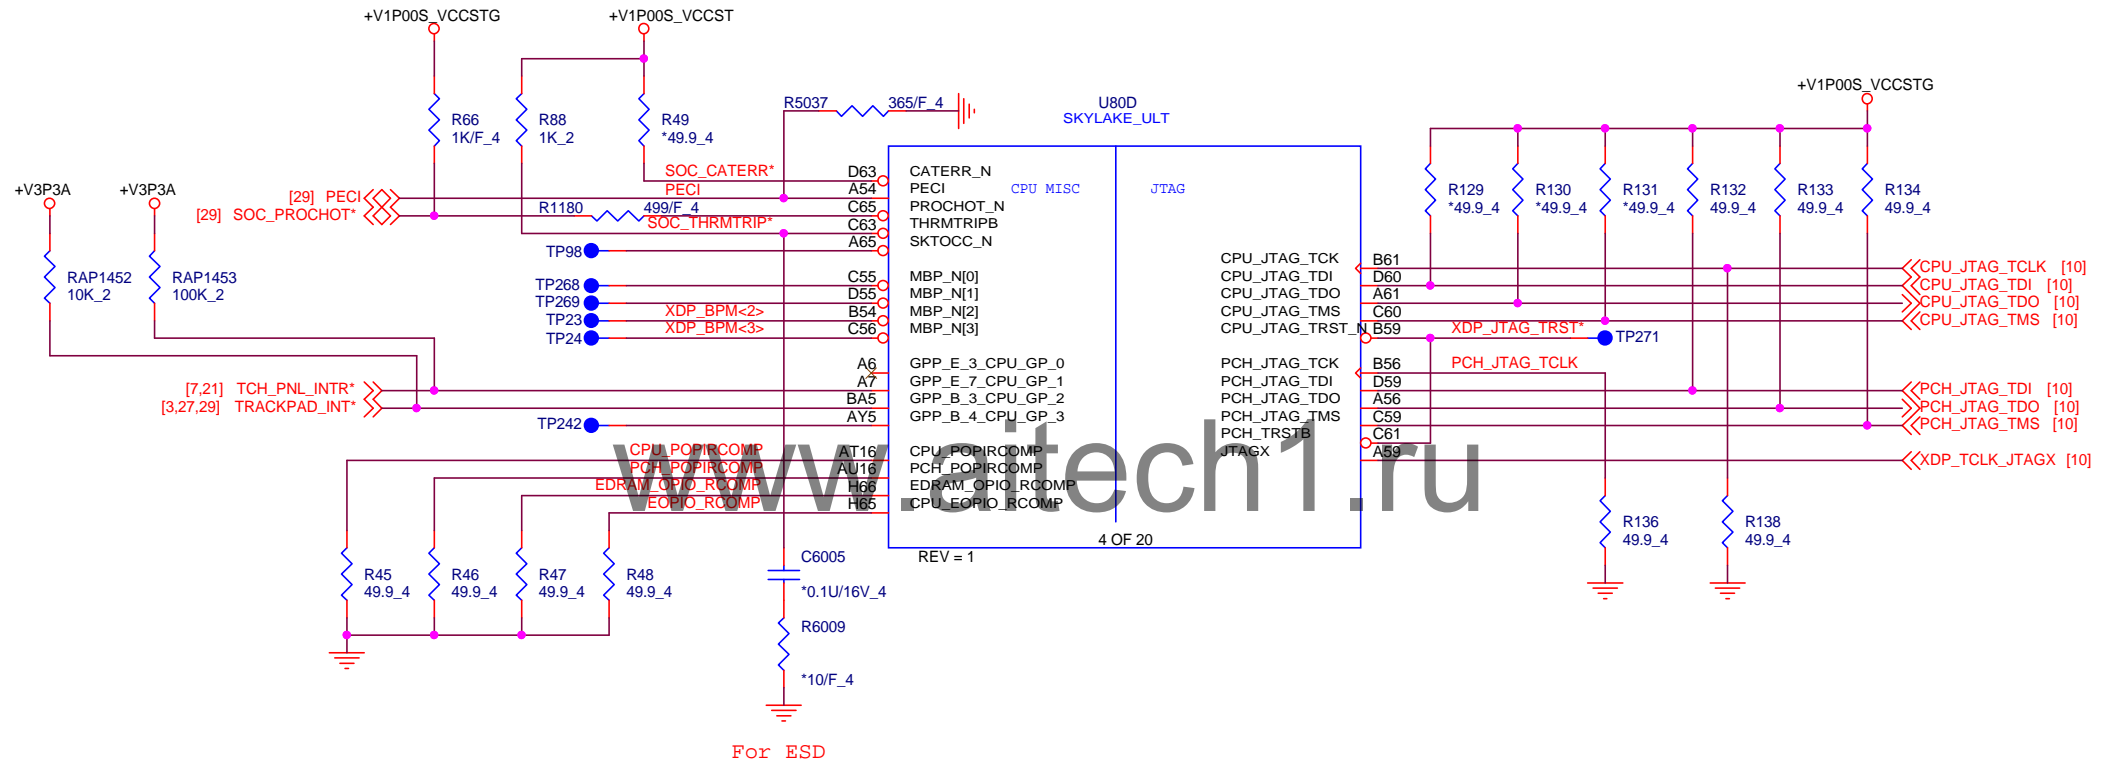 +V1P00S_VCCSTG
+V1P00S_VCCST
R66
1K/F_4
R88
1K_2
R49
*49.9_4
R5037
365/F_4
U80D
SKYLAKE_ULT
+V1P00S_VCCSTG
+V3P3A
+V3P3A
[29] PECI
[29] SOC_PROCHOT*
RAP1452
10K_2
RAP1453
100K_2
SOC_CATERR*
PECI
R1180
499/F_4
SOC_THRMTRIP*
TP98
TP268
TP269
TP23
TP24
XDP_BPM<2>
XDP_BPM<3>
[7,21] TCH_PNL_INTR*
[3,27,29] TRACKPAD_INT*
TP242
CPU_POPIRCOMP
PCH_POPIRCOMP
EDRAM_OPIO_RCOMP
EOPIO_RCOMP
D63
A54
C65
C63
A65
C55
D55
B54
C56
A6
A7
BA5
AY5
AT16
AU16
H66
H65
CATERR_N
PECI
PROCHOT_N
THRMTRIPB
SKTOCC_N
MBP_N[0]
MBP_N[1]
MBP_N[2]
MBP_N[3]
GPP_E_3_CPU_GP_0
GPP_E_7_CPU_GP_1
GPP_B_3_CPU_GP_2
GPP_B_4_CPU_GP_3
CPU_POPIRCOMP
PCH_POPIRCOMP
EDRAM_OPIO_RCOMP
CPU_EOPIO_RCOMP
CPU MISC
JTAG
CPU_JTAG_TCK
CPU_JTAG_TDI
CPU_JTAG_TDO
CPU_JTAG_TMS
CPU_JTAG_TRST_N
PCH_JTAG_TCK
PCH_JTAG_TDI
PCH_JTAG_TDO
PCH_JTAG_TMS
PCH_TRSTB
JTAGX
B61
D60
A61
C60
B59
B56
D59
A56
C59
C61
A59
R129
*49.9_4
R130
*49.9_4
R131
*49.9_4
R132
49.9_4
R133
49.9_4
R134
49.9_4
XDP_JTAG_TRST*
TP271
PCH_JTAG_TCLK
CPU_JTAG_TCLK [10]
CPU_JTAG_TDI [10]
CPU_JTAG_TDO [10]
CPU_JTAG_TMS [10]
PCH_JTAG_TDI [10]
PCH_JTAG_TDO [10]
PCH_JTAG_TMS [10]
XDP_TCLK_JTAGX [10]
www.aitech1.ru
R136
49.9_4
R138
49.9_4
4 OF 20
REV = 1
R45
49.9_4
R46
49.9_4
R47
49.9_4
R48
49.9_4
C6005
*0.1U/16V_4
R6009
*10/F_4
For ESD